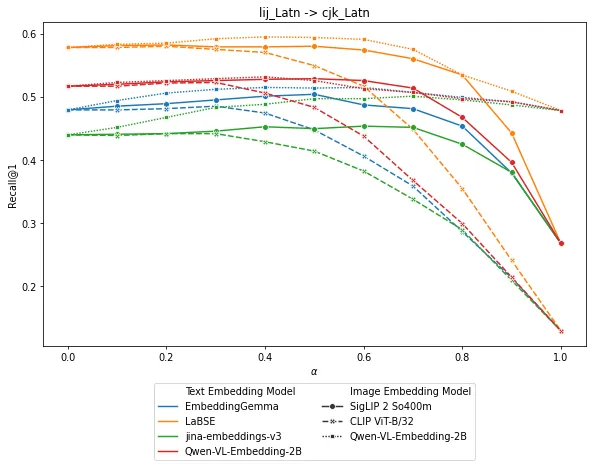 lij_Latn -> cjk_Latn
Recall@1
0.6
0.5
0.4
0.3
0.2
0.0 0.2 0.4 0.6 0.8 1.0
α
Text Embedding Model Image Embedding Model
EmbeddingGemma SigLIP 2 So400m
LaBSE CLIP ViT-B/32
jina-embeddings-v3 Qwen-VL-Embedding-2B
Qwen-VL-Embedding-2B